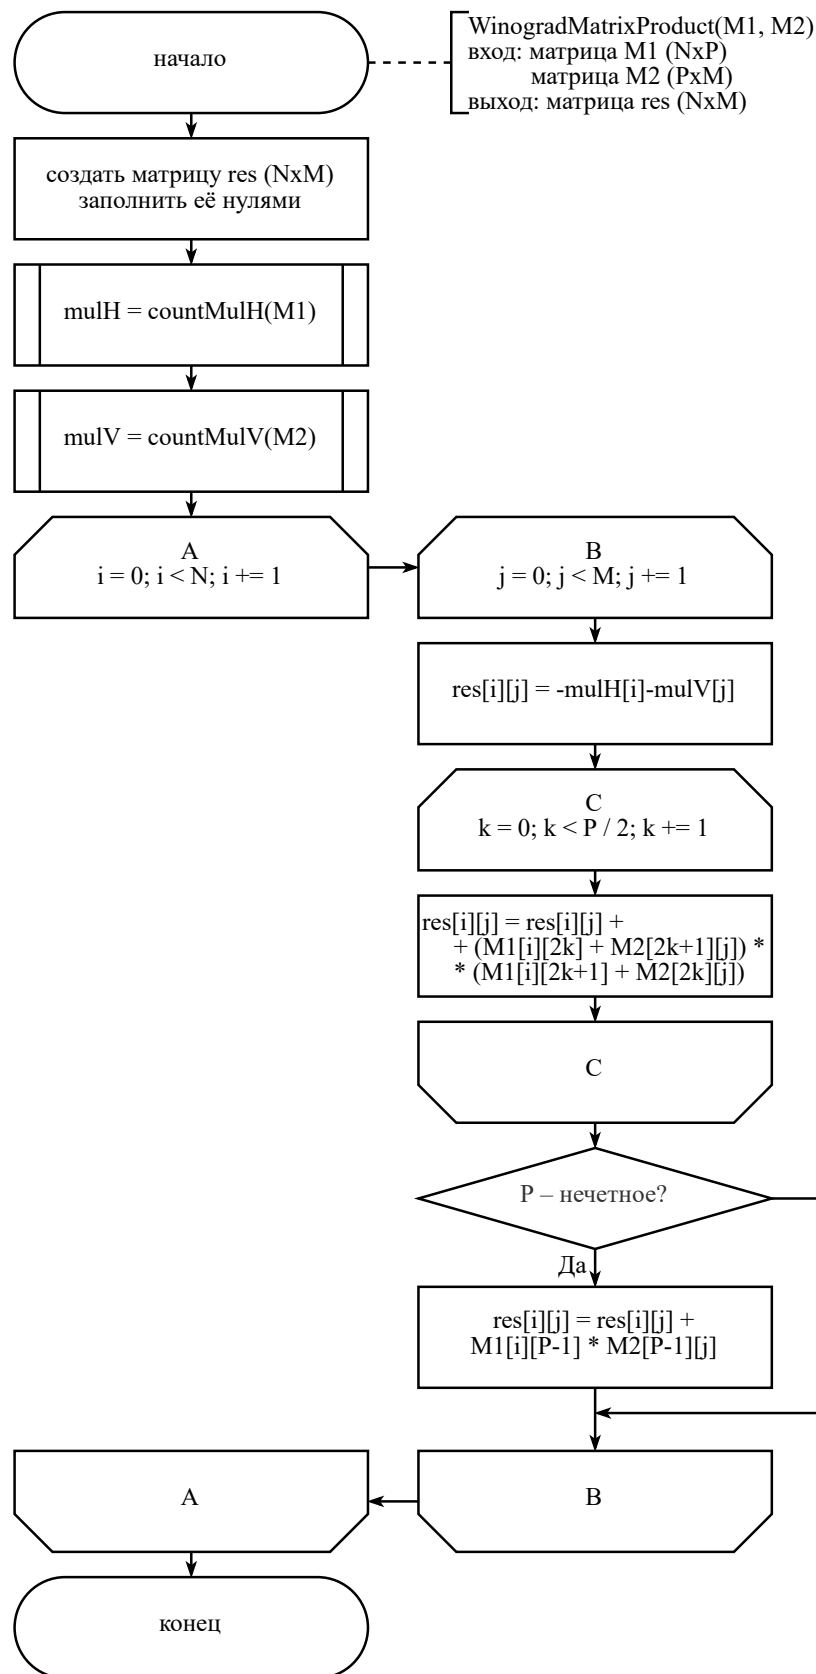 начало
WinogradMatrixProduct(M1, M2)
вход: матрица M1 (NxP)
матрица M2 (PxM)
выход: матрица res (NxM)
создать матрицу res (NxM)
заполнить её нулями
mulH = countMulH(M1)
mulV = countMulV(M2)
A
i = 0; i < N; i += 1
B
j = 0; j < M; j += 1
res[i][j] = -mulH[i]-mulV[j]
C
k = 0; k < P / 2; k += 1
res[i][j] = res[i][j] +
+ (M1[i][2k] + M2[2k+1][j]) *
* (M1[i][2k+1] + M2[2k][j])
C
P – нечетное?
Да
res[i][j] = res[i][j] +
M1[i][P-1] * M2[P-1][j]
A
B
конец